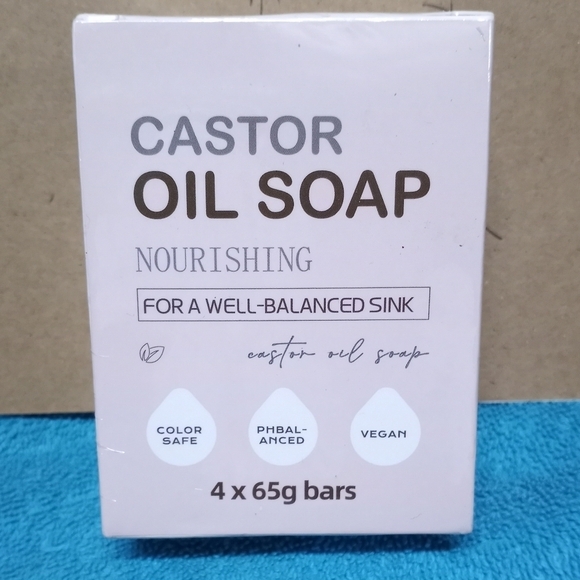 CASTOR
OIL SOAP
NOURISHING
FOR A WELL-BALANCED SINK
castor oil soap
COLOR
SAFE
PHBAL-
ANCED
VEGAN
4 x 65g bars